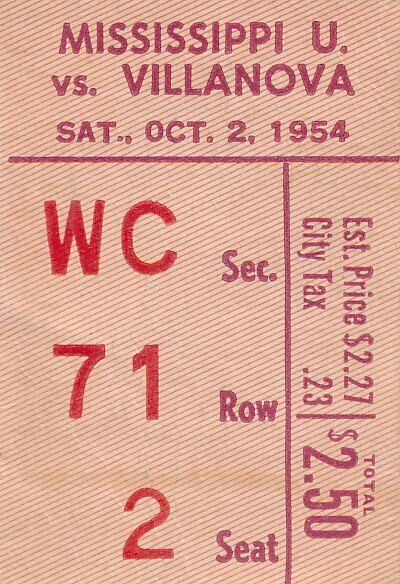 MISSISSIPPI U.
vs. VILLANOVA
SAT., OCT. 2, 1954
WC Sec.
71 Row
2 Seat
Est. Price $2.27
City Tax .23
TOTAL
$2.50